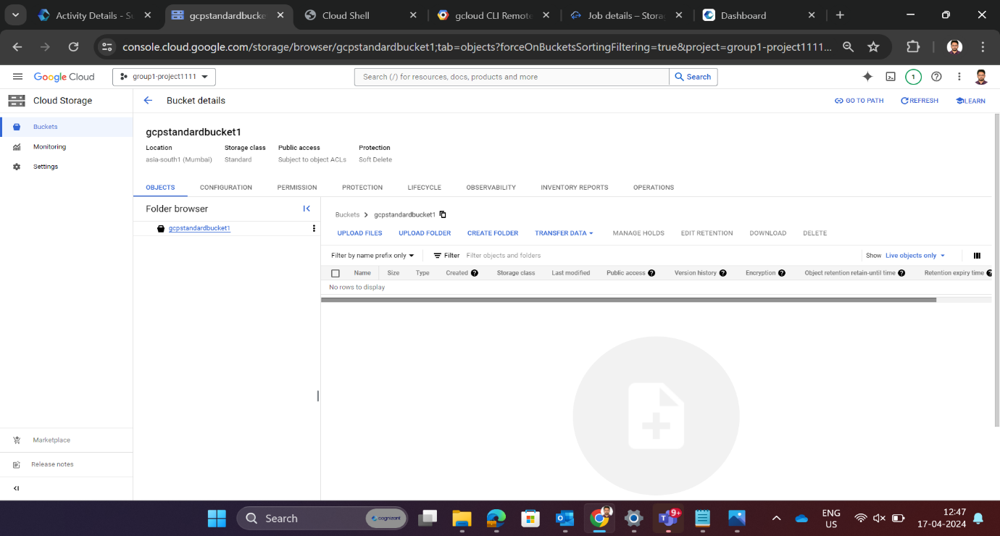 Activity Details - Su
gcpstandardbucke
Cloud Shell
gcloud CLI Remote
Job details – Stora
Dashboard
console.cloud.google.com/storage/browser/gcpstandardbucket1;tab=objects?forceOnBucketsSortingFiltering=true&project=group1-project1111...
Google Cloud
group1-project1111
Search (/) for resources, docs, products and more
Search
1
Cloud Storage
Bucket details
GO TO PATH
REFRESH
LEARN
Buckets
Monitoring
Settings
gcpstandardbucket1
Location Storage class Public access Protection
asia-south1 (Mumbai) Standard Subject to object ACLs Soft Delete
OBJECTS CONFIGURATION PERMISSION PROTECTION LIFECYCLE OBSERVABILITY INVENTORY REPORTS OPERATIONS
Folder browser
gcpstandardbucket1
Buckets > gcpstandardbucket1
UPLOAD FILES UPLOAD FOLDER CREATE FOLDER TRANSFER DATA MANAGE HOLDS EDIT RETENTION DOWNLOAD DELETE
Filter by name prefix only Filter Filter objects and folders Show Live objects only
Name Size Type Created Storage class Last modified Public access Version history Encryption Object retention retain-until time Retention expiry time
No rows to display
Marketplace
Release notes
Search
cognizant
9+
ENG
US
12:47
17-04-2024